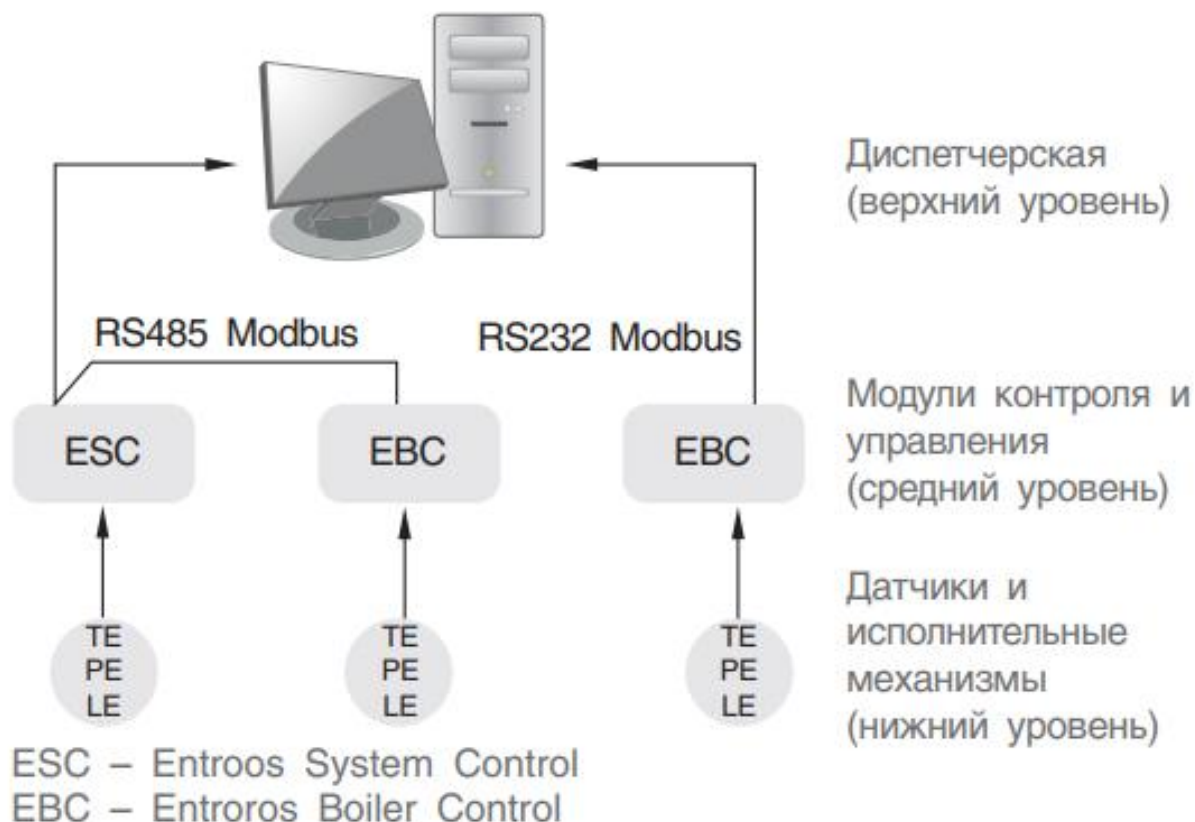 Диспетчерская
(верхний уровень)
RS485 Modbus
RS232 Modbus
ESC
EBC
EBC
Модули контроля и
управления
(средний уровень)
TE
PE
LE
TE
PE
LE
TE
PE
LE
Датчики и
исполнительные
механизмы
(нижний уровень)
ESC – Entroos System Control
EBC – Entroros Boiler Control